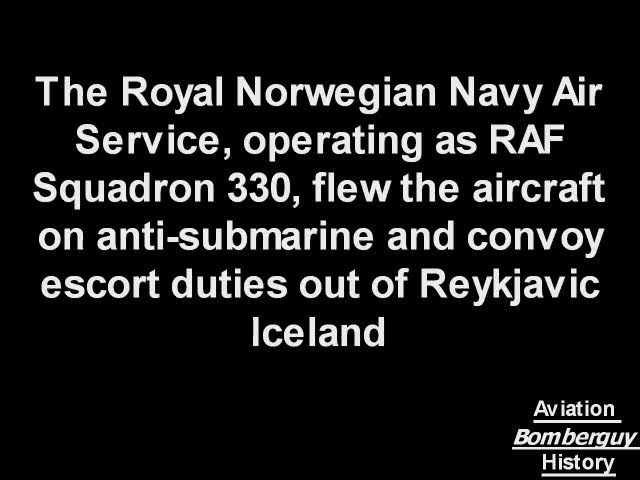 The Royal Norwegian Navy Air
Service, operating as RAF
Squadron 330, flew the aircraft
on anti-submarine and convoy
escort duties out of Reykjavic
Iceland
Aviation
Bomberguy
History